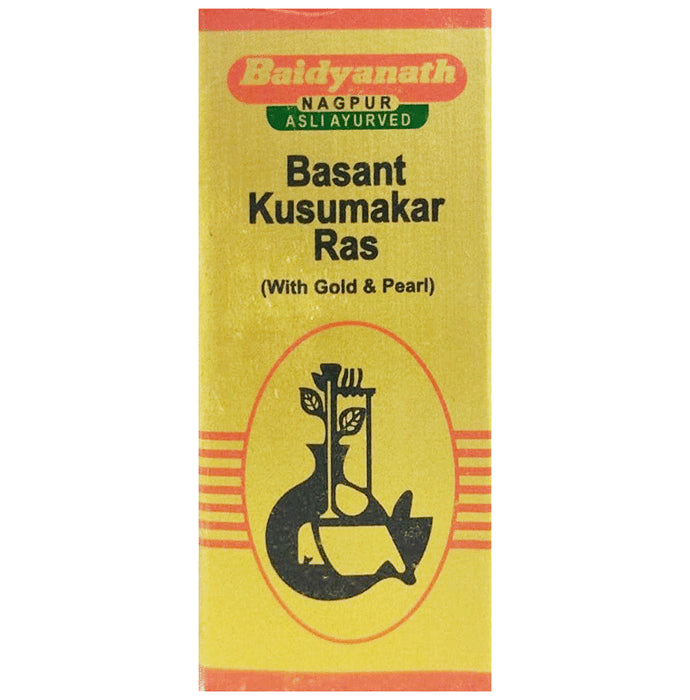 Baidyanath
NAGPUR
ASLI AYURVED
Basant
Kusumakar
Ras
(With Gold & Pearl)